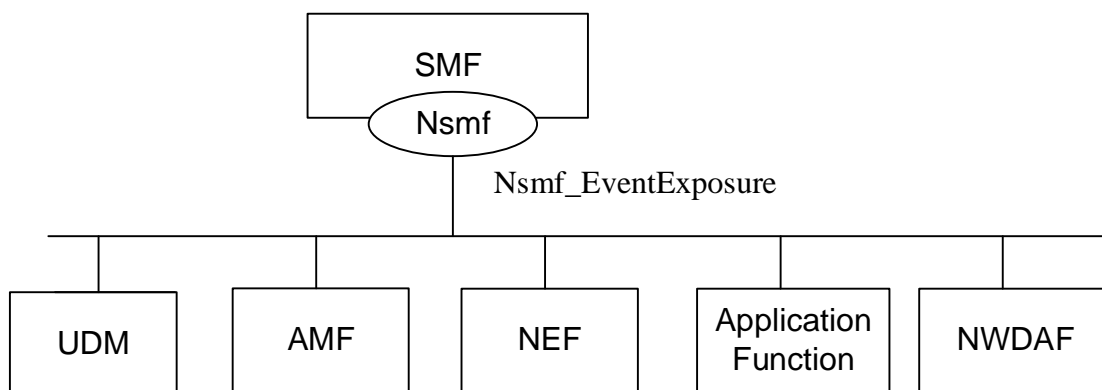 SMF
Nsmf
Nsmf_EventExposure
UDM
AMF
NEF
Application
Function
NWDAF